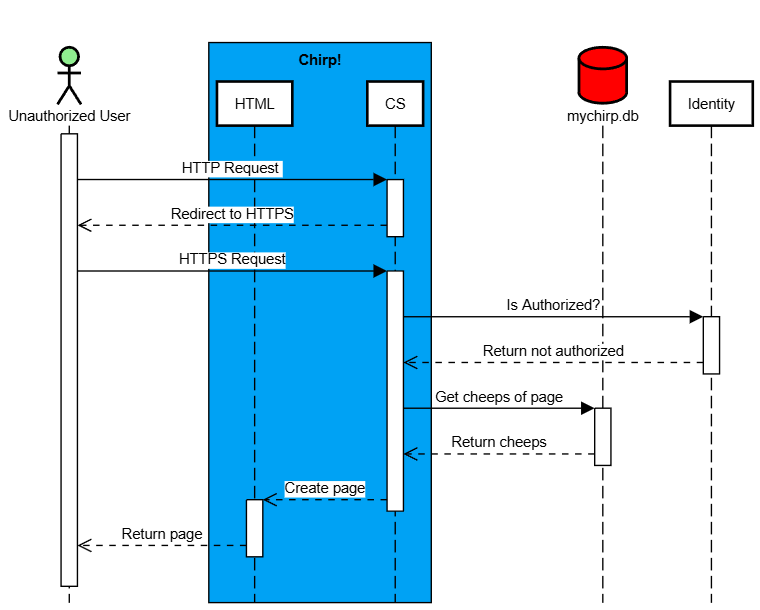 Chirp!
HTML
CS
Unauthorized User
mychirp.db
Identity
HTTP Request
Redirect to HTTPS
HTTPS Request
Is Authorized?
Return not authorized
Get cheeps of page
Return cheeps
Create page
Return page